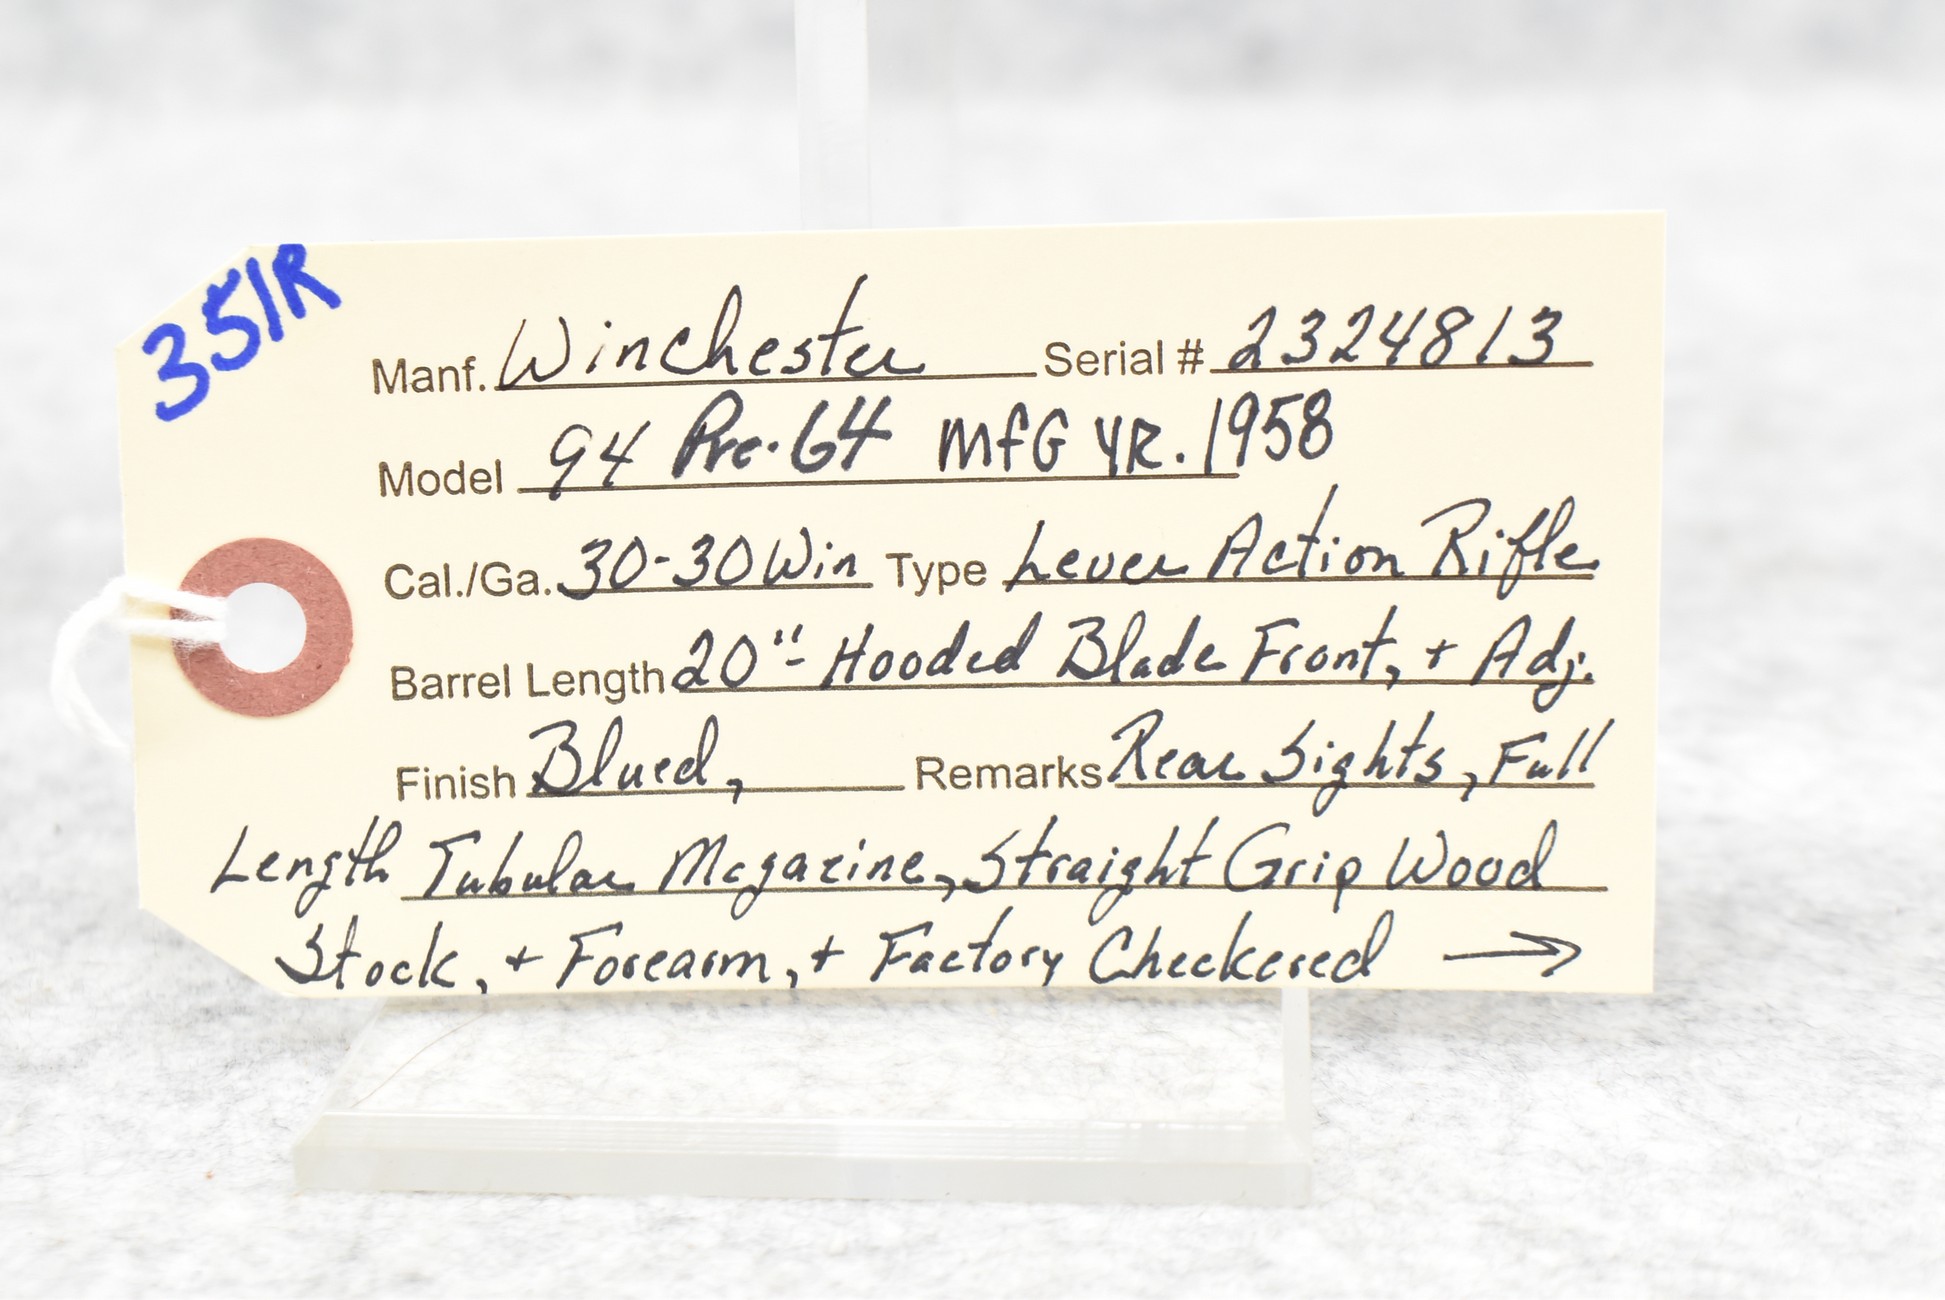 351R
Manf. Winchester Serial # 2324813
Model 94 Pre-64 MfG YR. 1958
Cal./Ga. 30-30 Win Type Lever Action Rifle
Barrel Length 20"- Hooded Blade Front, + Adj.
Finish Blued, Remarks Rear Sights, Full
Length Tubular Magazine, Straight Grip Wood
Stock, + Forearm, + Factory Checkered →